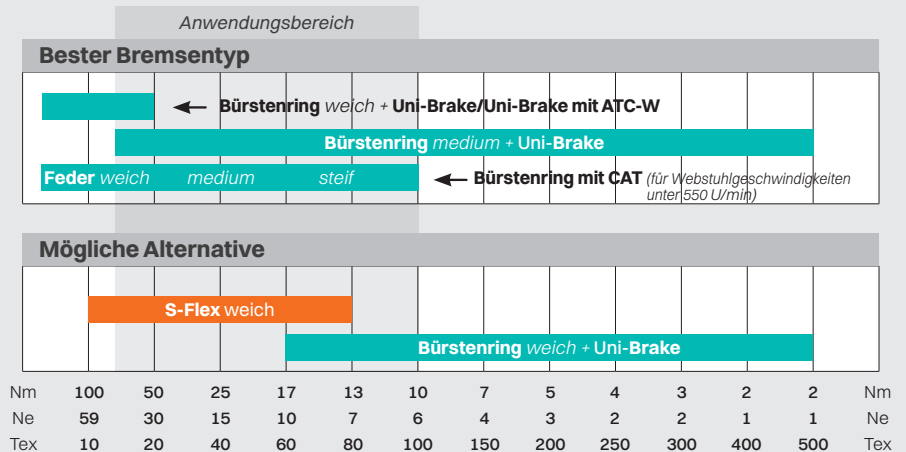 Anwendungsbereich
Bester Bremsentyp
Bürstenring weich + Uni-Brake/Uni-Brake mit ATC-W
Bürstenring medium + Uni-Brake
Feder weich medium steif
Bürstenring mit CAT (für Webstuhlgeschwindigkeiten
unter 550 U/min)
Mögliche Alternative
S-Flex weich
Bürstenring weich + Uni-Brake
Nm 100 50 25 17 13 10 7 5 4 3 2 2 Nm
Ne 59 30 15 10 7 6 4 3 2 2 1 1 Ne
Tex 10 20 40 60 80 100 150 200 250 300 400 500 Tex